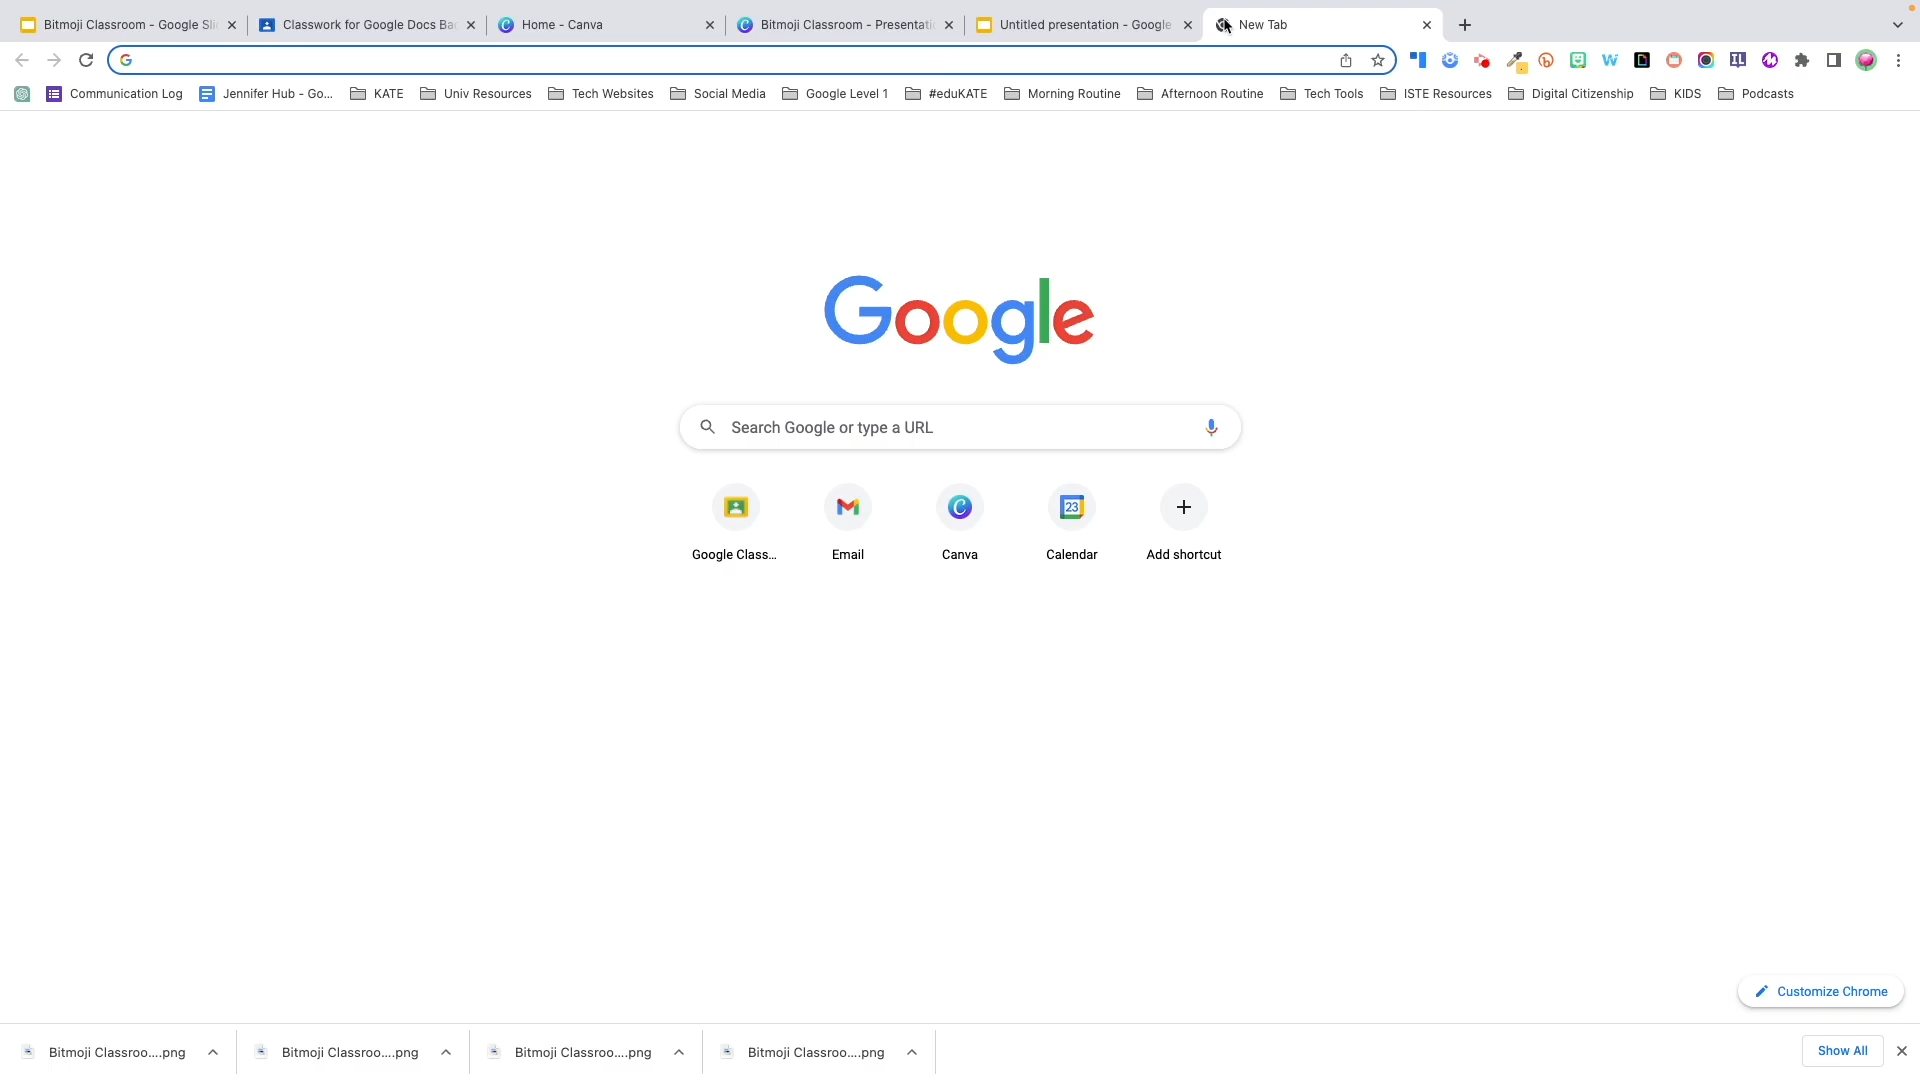 Bitmoji Classroom - Google Sli
Classwork for Google Docs Bac
Home - Canva
Bitmoji Classroom - Presentatio
Untitled presentation - Google
New Tab
Communication Log
Jennifer Hub - Go...
KATE
Univ Resources
Tech Websites
Social Media
Google Level 1
#eduKATE
Morning Routine
Afternoon Routine
Tech Tools
ISTE Resources
Digital Citizenship
KIDS
Podcasts
Google
Search Google or type a URL
Google Class...
Email
Canva
23
Calendar
Add shortcut
Customize Chrome
Bitmoji Classroo....png
Bitmoji Classroo....png
Bitmoji Classroo....png
Bitmoji Classroo....png
Show All